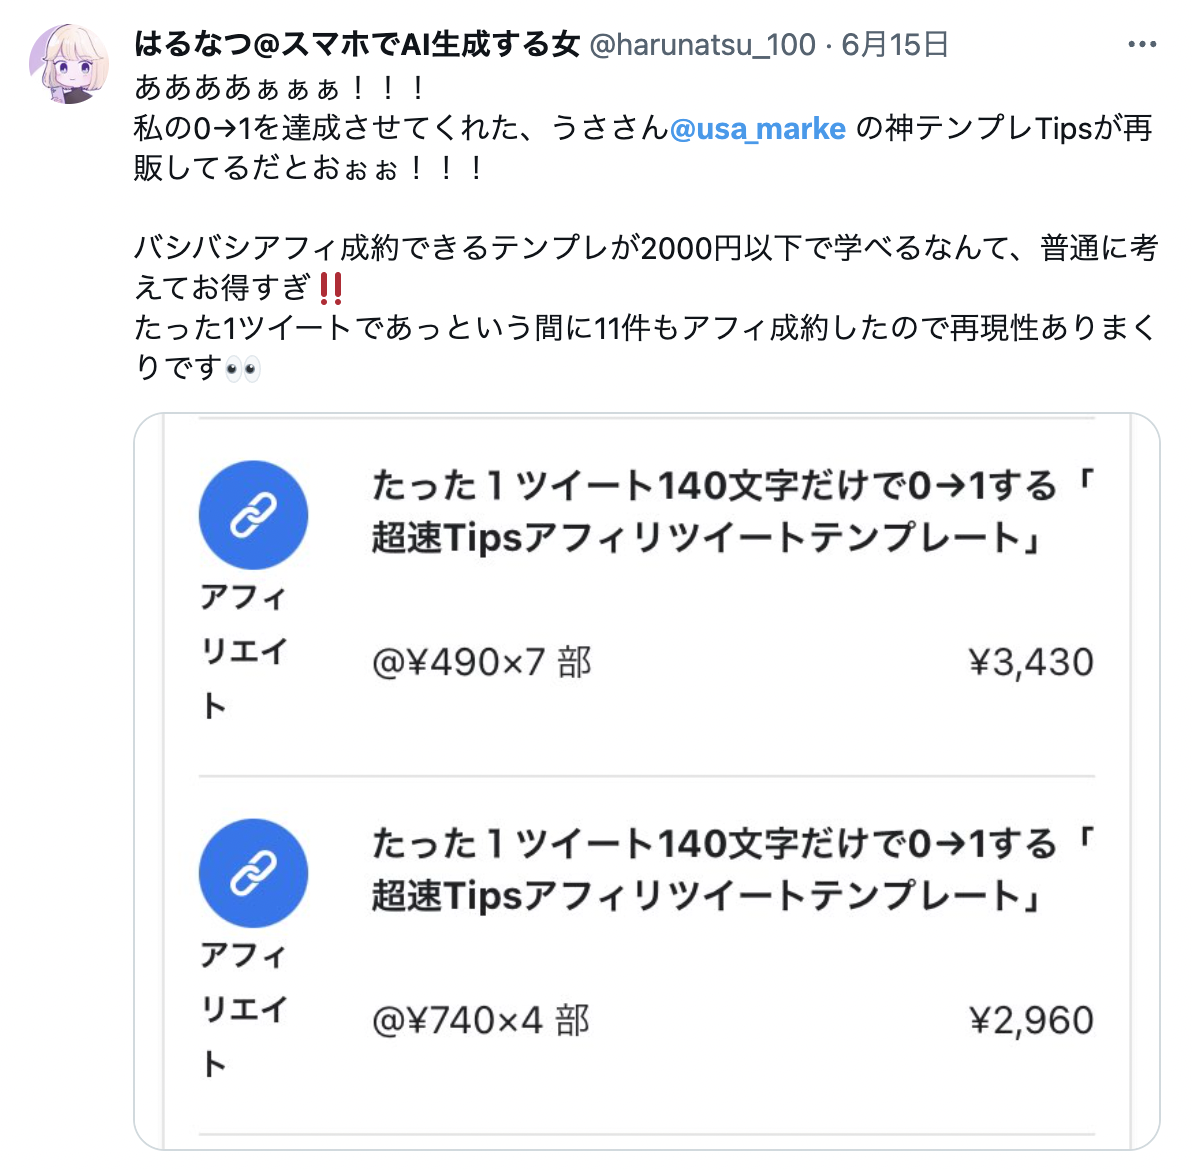 はるなつ@スマホでAI生成する女 @harunatsu_100 · 6月15日
ああああぁぁぁ！！！
私の0→1を達成させてくれた、うささん@usa_marke の神テンプレTipsが再
販してるだとおぉぉ！！！
バシバシアフィ成約できるテンプレが2000円以下で学べるなんて、普通に考
えてお得すぎ‼️
たった1ツイートであっという間に11件もアフィ成約したので再現性ありまく
りです👀
たった１ツイート140文字だけで0→1する「
超速Tipsアフィリツイートテンプレート」
アフィ
リエイ
ト
@¥490×7 部
¥3,430
たった１ツイート140文字だけで0→1する「
超速Tipsアフィリツイートテンプレート」
アフィ
リエイ
ト
@¥740×4 部
¥2,960